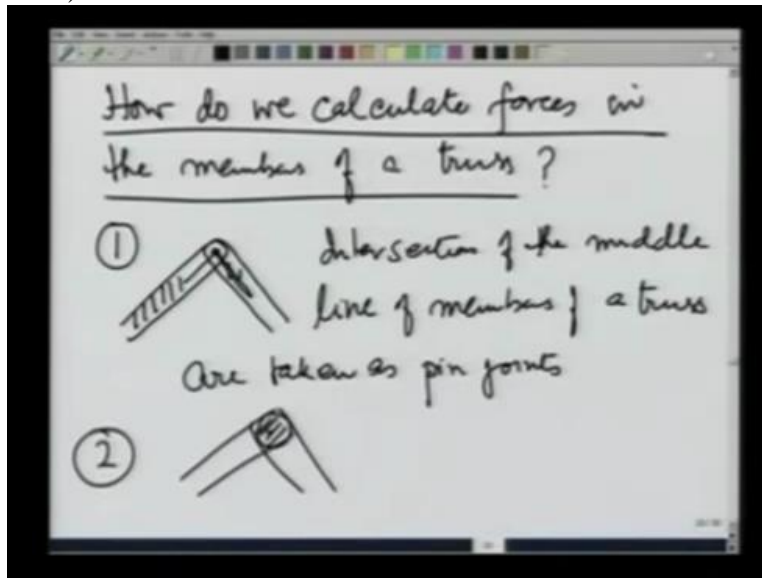 How do we calculate forces in
the members of a truss?
① Intersection of the middle
line of members of a truss
are taken as pin joints
②